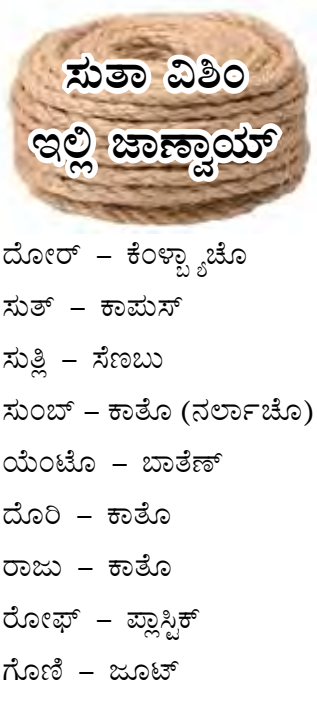 ಸುತಾ ವಿಶಿಂ
ಇಲ್ಲಿ ಜಾಣ್ವಾಯ್
ದೋರ್ – ಕೆಂಳ್ಬ್ಯಾಚೊ
ಸುತ್ – ಕಾಪುಸ್
ಸುತ್ಲಿ – ಸೆಣಬು
ಸುಂಬ್ – ಕಾತೊ (ನರ್ಲಾಚೊ)
ಯೆಂಟೊ – ಬಾತೆಣ್
ದೊರಿ – ಕಾತೊ
ರಾಜು – ಕಾತೊ
ರೋಫ್ – ಪ್ಲಾಸ್ಟಿಕ್
ಗೊಣಿ – ಜೂಟ್